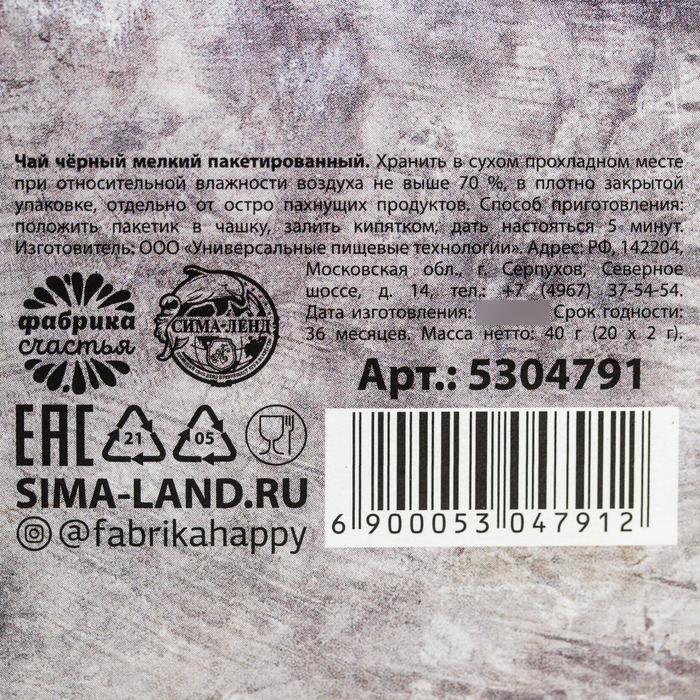 Чай чёрный мелкий пакетированный. Хранить в сухом прохладном месте
при относительной влажности воздуха не выше 70 %, в плотно закрытой
упаковке, отдельно от остро пахнущих продуктов. Способ приготовления:
положить пакетик в чашку, залить кипятком, дать настояться 5 минут.
Изготовитель: ООО «Универсальные пищевые технологии». Адрес: РФ, 142204,
Московская обл., г. Серпухов, Северное
шоссе, д. 14, тел.: +7 (4967) 37-54-54.
Дата изготовления: Срок годности:
36 месяцев. Масса нетто: 40 г (20 х 2 г).
фабрика
счастья
СИМА-ЛЕНД
Арт.: 5304791
EAC
21
05
SIMA-LAND.RU
@fabrikahappy
6 900053 047912